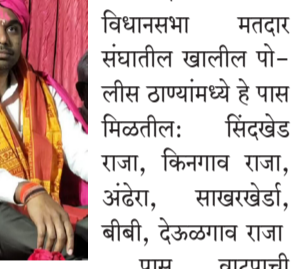 विधानसभा मतदार
संघातील खालील पो-
लीस ठाण्यांमध्ये हे पास
मिळतील: सिंदखेड
राजा, किनगाव राजा,
अंढेरा, साखरखेर्डा,
बीबी, देऊळगाव राजा